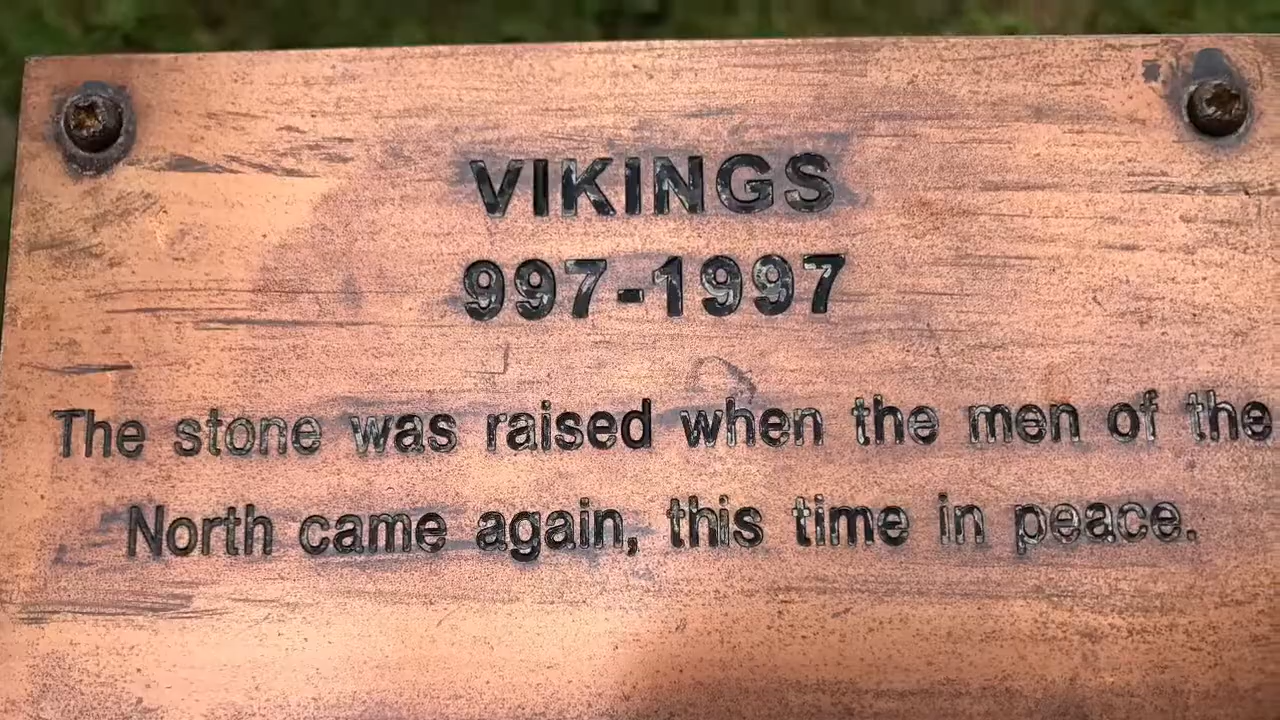 VIKINGS
997-1997
The stone was raised when the men of the
North came again, this time in peace.